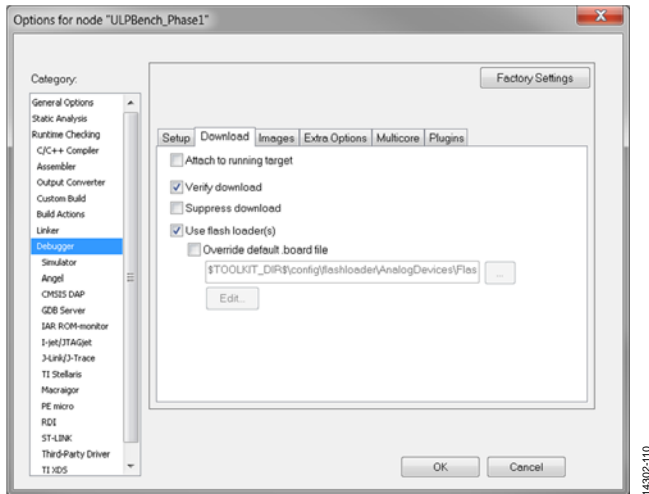 Options for node "ULPBench_Phase1"
X
Category:
Factory Settings
General Options
Static Analysis
Runtime Checking
C/C++ Compiler
Assembler
Output Converter
Custom Build
Build Actions
Linker
Debugger
Simulator
Angel
CMSIS DAP
GDB Server
IAR ROM-monitor
I-jet/JTAGjet
J-Link/J-Trace
TI Stellaris
Macraigor
PE micro
RDI
ST-LINK
Third-Party Driver
TI XDS
Setup Download Images Extra Options Multicore Plugins
Attach to running target
Verify download
Suppress download
Use flash loader(s)
Override default .board file
$TOOLKIT_DIR$\config\flashloader\AnalogDevices\Flas ...
Edit...
OK Cancel
14302-110